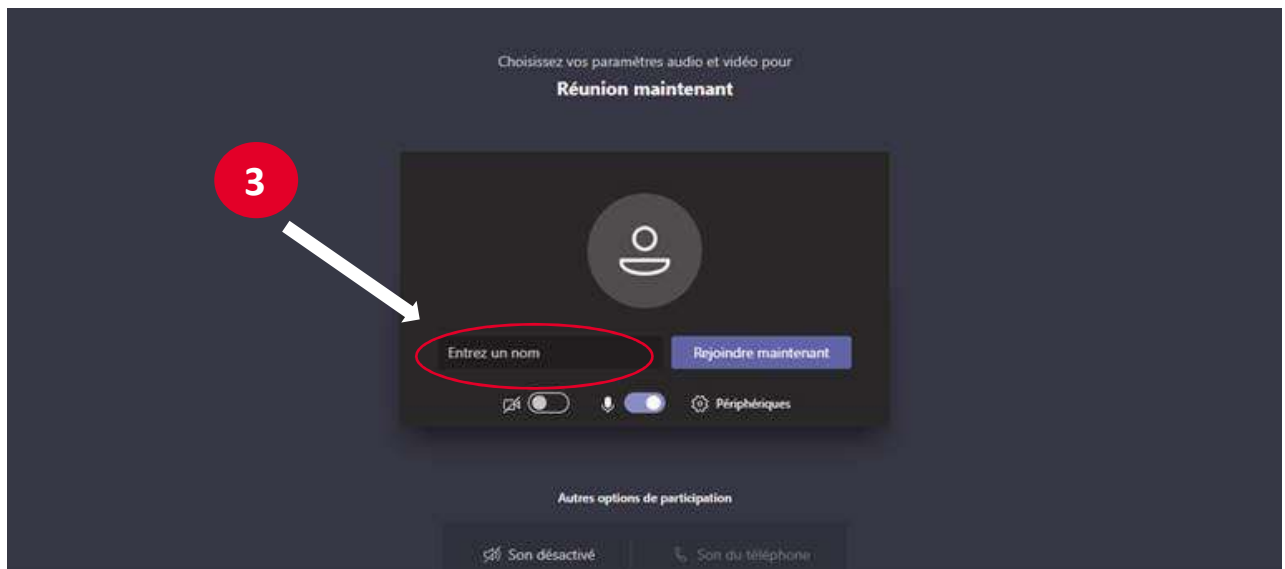 Choisissez vos paramètres audio et vidéo pour
Réunion maintenant
3
Entrez un nom
Rejoindre maintenant
Périphériques
Autres options de participation
Son désactivé
Son du téléphone